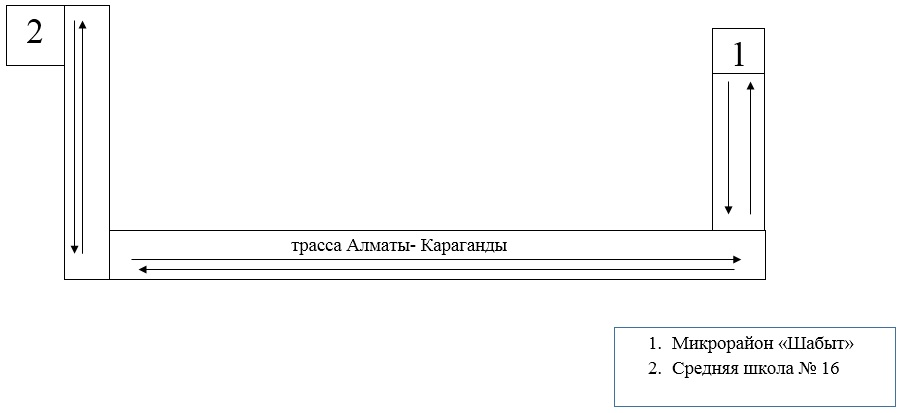 2
1
трасса Алматы- Караганды
1. Микрорайон «Шабыт»
2. Средняя школа № 16